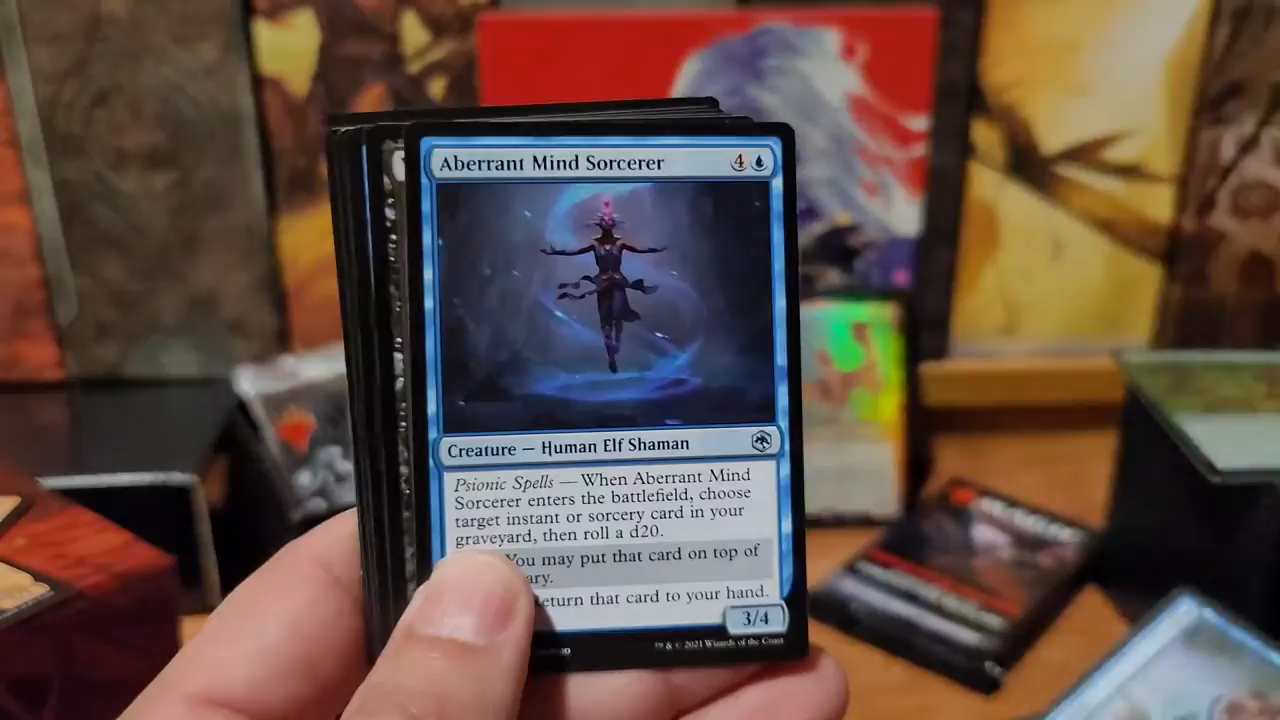 Aberrant Mind Sorcerer 4
Creature — Human Elf Shaman
Psionic Spells — When Aberrant Mind
Sorcerer enters the battlefield, choose
target instant or sorcery card in your
graveyard, then roll a d20.
You may put that card on top of
ary.
eturn that card to your hand.
3/4
™ & © 2021 Wizards of the Coast